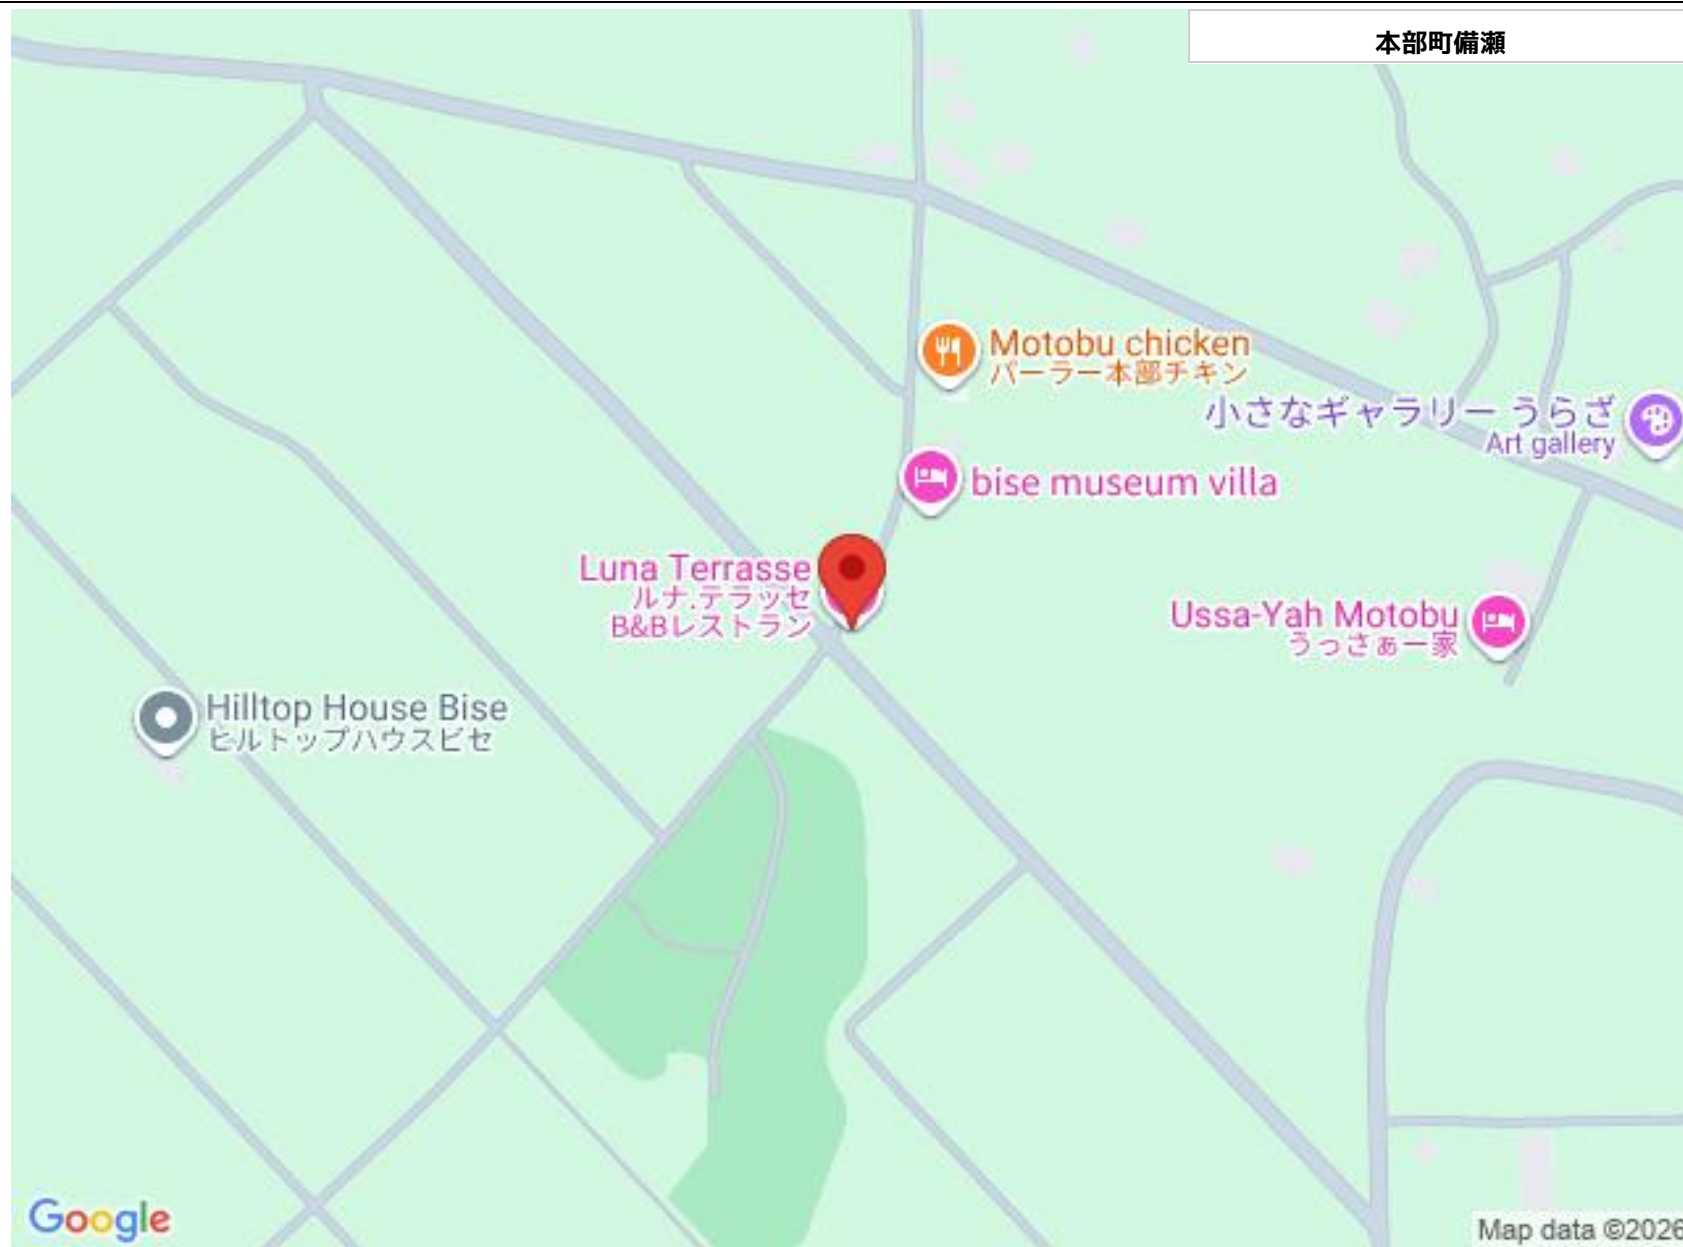 本部町備瀬
Motobu chicken
パーラー本部チキン
小さなギャラリー うらざ
Art gallery
bise museum villa
Luna Terrasse
ルナ.テラッセ
B&Bレストラン
Ussa-Yah Motobu
うっさぁー家
Hilltop House Bise
ヒルトップハウスビセ
Google
Map data ©2026